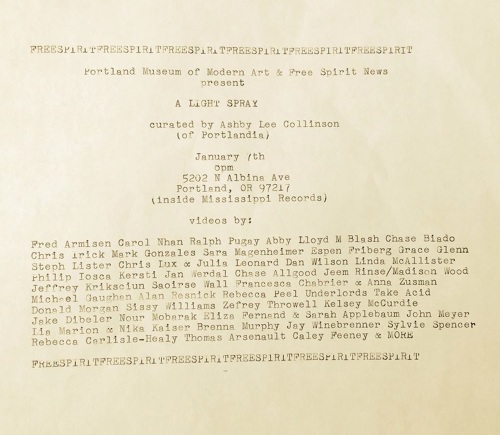 FREESPIRITFREESPIRITFREESPIRITFREESPIRITFREESPIRITFREESPIRIT
Portland Museum of Modern Art & Free Spirit News
present
A LIGHT SPRAY
curated by Ashby Lee Collinson
(of Portlandia)
January 7th
pm
5202 N Albina Ave
Portland, OR 97217
(inside Mississippi Records)
videos by:
Fred Armisen Carol Nhan Ralph Pugay Abby Lloyd M Blash Chase Biado
Chris Mark Gonzales Sara Magenheimer Espen Friberg Grace Glenn
Steph Lister Chris Lux & Julia Leonard Dan Wilson Linda McAllister
Philip Iosca Kersti Jan Werdal Chase Allgood Jeem Rinse/Madison Wood
Jeffrey Kriksciun Saoirse Wall Francesca Chabrier & Anna Zusman
Michael Gaughan Alan Resnick Rebecca Peel Underlords Take Acid
Donald Morgan Sissy Williams Zefrey Throwell Kelsey McCurdie
Jake Dibeler Nour Mobarak Eliza Fernand & Sarah Applebaum John Meyer
Lia Marion & Nika Kaiser Brenna Murphy Jay Winebrenner Sylvie Spencer
Rebecca Carlisle-Healy Thomas Arsenault Caley Feeney & MORE
FREESPIRITFREESPIRITFREESPIRITFREESPIRITFREESPIRITFREESPIRIT